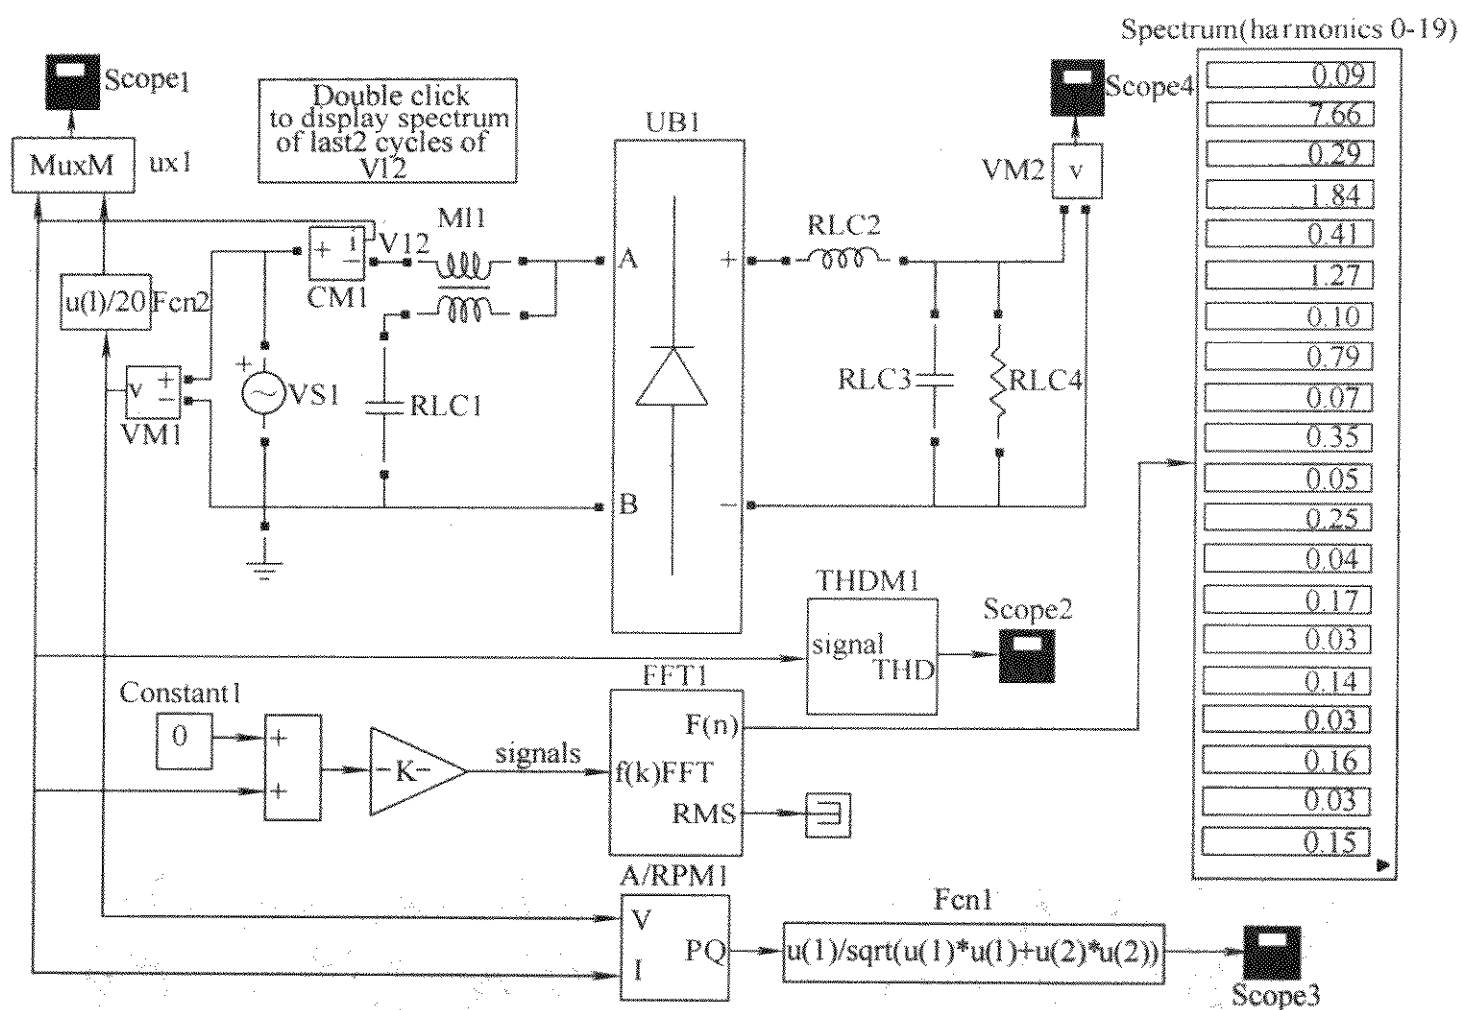 Spectrum(harmonics 0-19)
Scope1
Double click
to display spectrum
of last2 cycles of
V12
MuxM
ux1
UB1
Scope4
VM2
v
0.09
7.66
0.29
1.84
0.41
1.27
0.10
0.79
0.07
0.35
0.05
0.25
0.04
0.17
0.03
0.14
0.03
0.16
0.03
0.15
M11
RLC2
+
i
−
V12
CM1
A
+
u(1)/20
Fcn2
v
+
−
VM1
+
VS1
RLC1
RLC3
RLC4
B
−
THDM1
signal
THD
Scope2
FFT1
Constant1
0
+
+
-K-
signals
F(n)
f(k)FFT
RMS
A/RPM1
V
I
PQ
Fcn1
u(1)/sqrt(u(1)*u(1)+u(2)*u(2))
Scope3